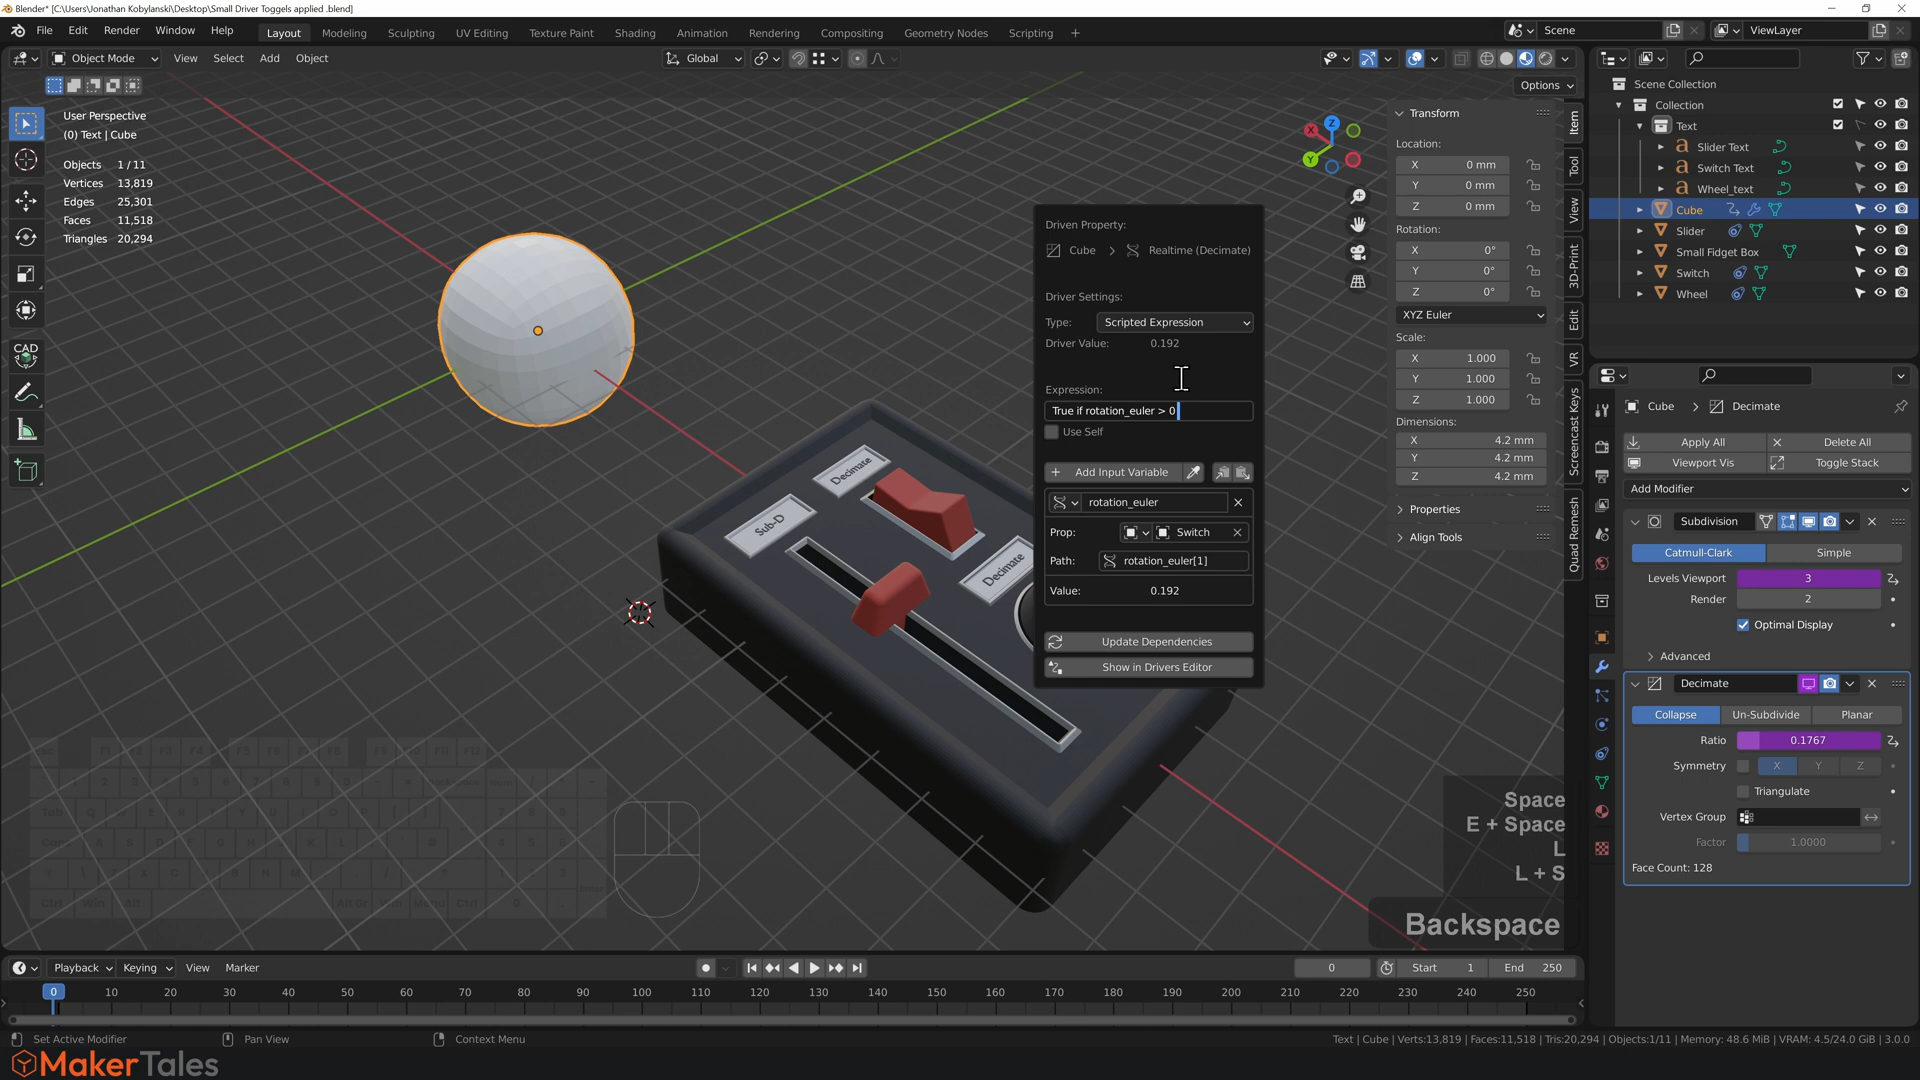 Blender* [C:\Users\Jonathan Kobylanski\Desktop\Small Driver Toggels applied .blend]
File Edit Render Window Help Layout Modeling Sculpting UV Editing Texture Paint Shading Animation Rendering Compositing Geometry Nodes Scripting + Scene ViewLayer
Object Mode View Select Add Object Global
Options
User Perspective
(0) Text | Cube
Objects 1 / 11
Vertices 13,819
Edges 25,301
Faces 11,518
Triangles 20,294
CAD
X
Z
Y
Decimate
Sub-D
Decimate
Driven Property:
Cube > Realtime (Decimate)
Driver Settings:
Type: Scripted Expression
Driver Value: 0.192
Expression:
True if rotation_euler > 0
Use Self
+ Add Input Variable
rotation_euler
Prop: Switch
Path: rotation_euler[1]
Value: 0.192
Update Dependencies
Show in Drivers Editor
Transform
Location:
X 0 mm
Y 0 mm
Z 0 mm
Rotation:
X 0°
Y 0°
Z 0°
XYZ Euler
Scale:
X 1.000
Y 1.000
Z 1.000
Dimensions:
X 4.2 mm
Y 4.2 mm
Z 4.2 mm
Properties
Align Tools
Item
Tool
View
3D-Print
Edit
VR
Screencast Keys
Quad Remesh
Scene Collection
Collection
Text
Slider Text
Switch Text
Wheel_text
Cube
Slider
Small Fidget Box
Switch
Wheel
Cube > Decimate
Apply All Delete All
Viewport Vis Toggle Stack
Add Modifier
Subdivision
Catmull-Clark Simple
Levels Viewport 3
Render 2
Optimal Display
Advanced
Decimate
Collapse Un-Subdivide Planar
Ratio 0.1767
Symmetry X Y Z
Triangulate
Vertex Group
Factor 1.0000
Face Count: 128
Space
E + Space
L
L + S
Backspace
Playback Keying View Marker 0 Start 1 End 250
0 10 20 30 40 50 60 70 80 90 100 110 120 130 140 150 160 170 180 190 200 210 220 230 240 250
Set Active Modifier Pan View Context Menu Text | Cube | Verts:13,819 | Faces:11,518 | Tris:20,294 | Objects:1/11 | Memory: 48.6 MiB | VRAM: 4.5/24.0 GiB | 3.0.0
MakerTales